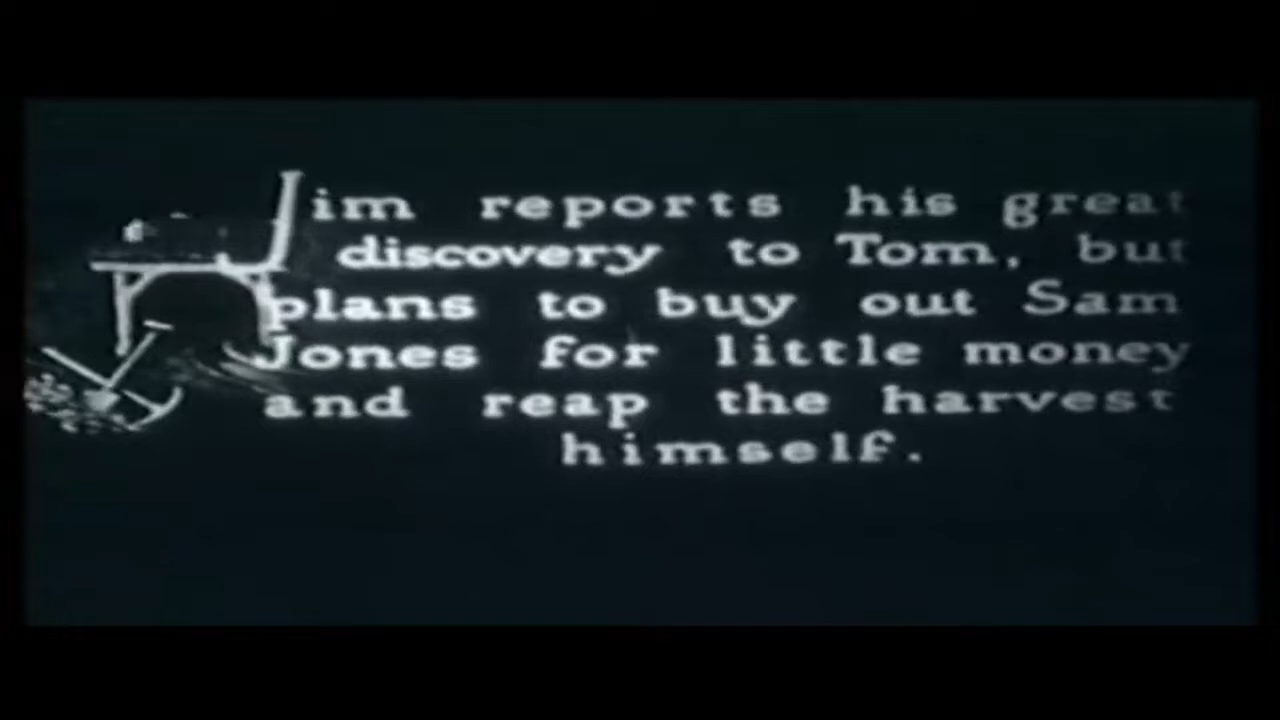 Jim reports his great
discovery to Tom, but
plans to buy out Sam
Jones for little money
and reap the harvest
himself.